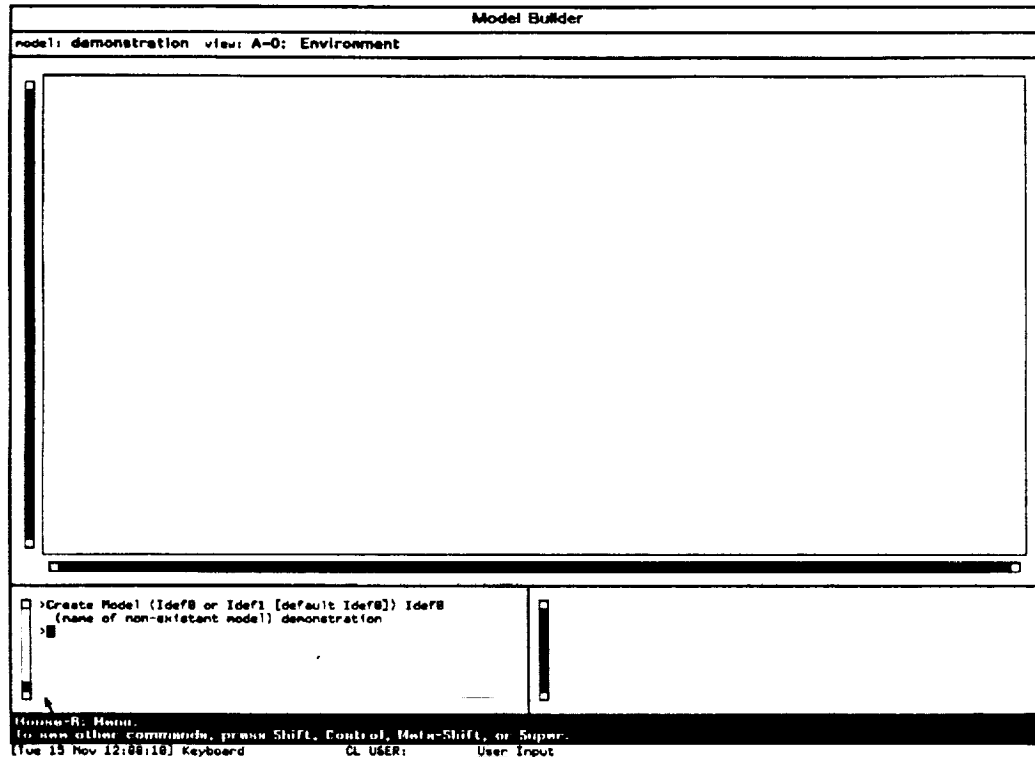 Model Builder
model: demonstration view: A-0: Environment
>Create Model (Idef0 or Idef1 [default Idef0]) Idef0
(name of non-existant model) demonstration
>
Mouse-R: Menu.
To see other commands, press Shift, Control, Meta-Shift, or Super.
[Tue 15 Nov 12:08:10] Keyboard CL USER: User Input